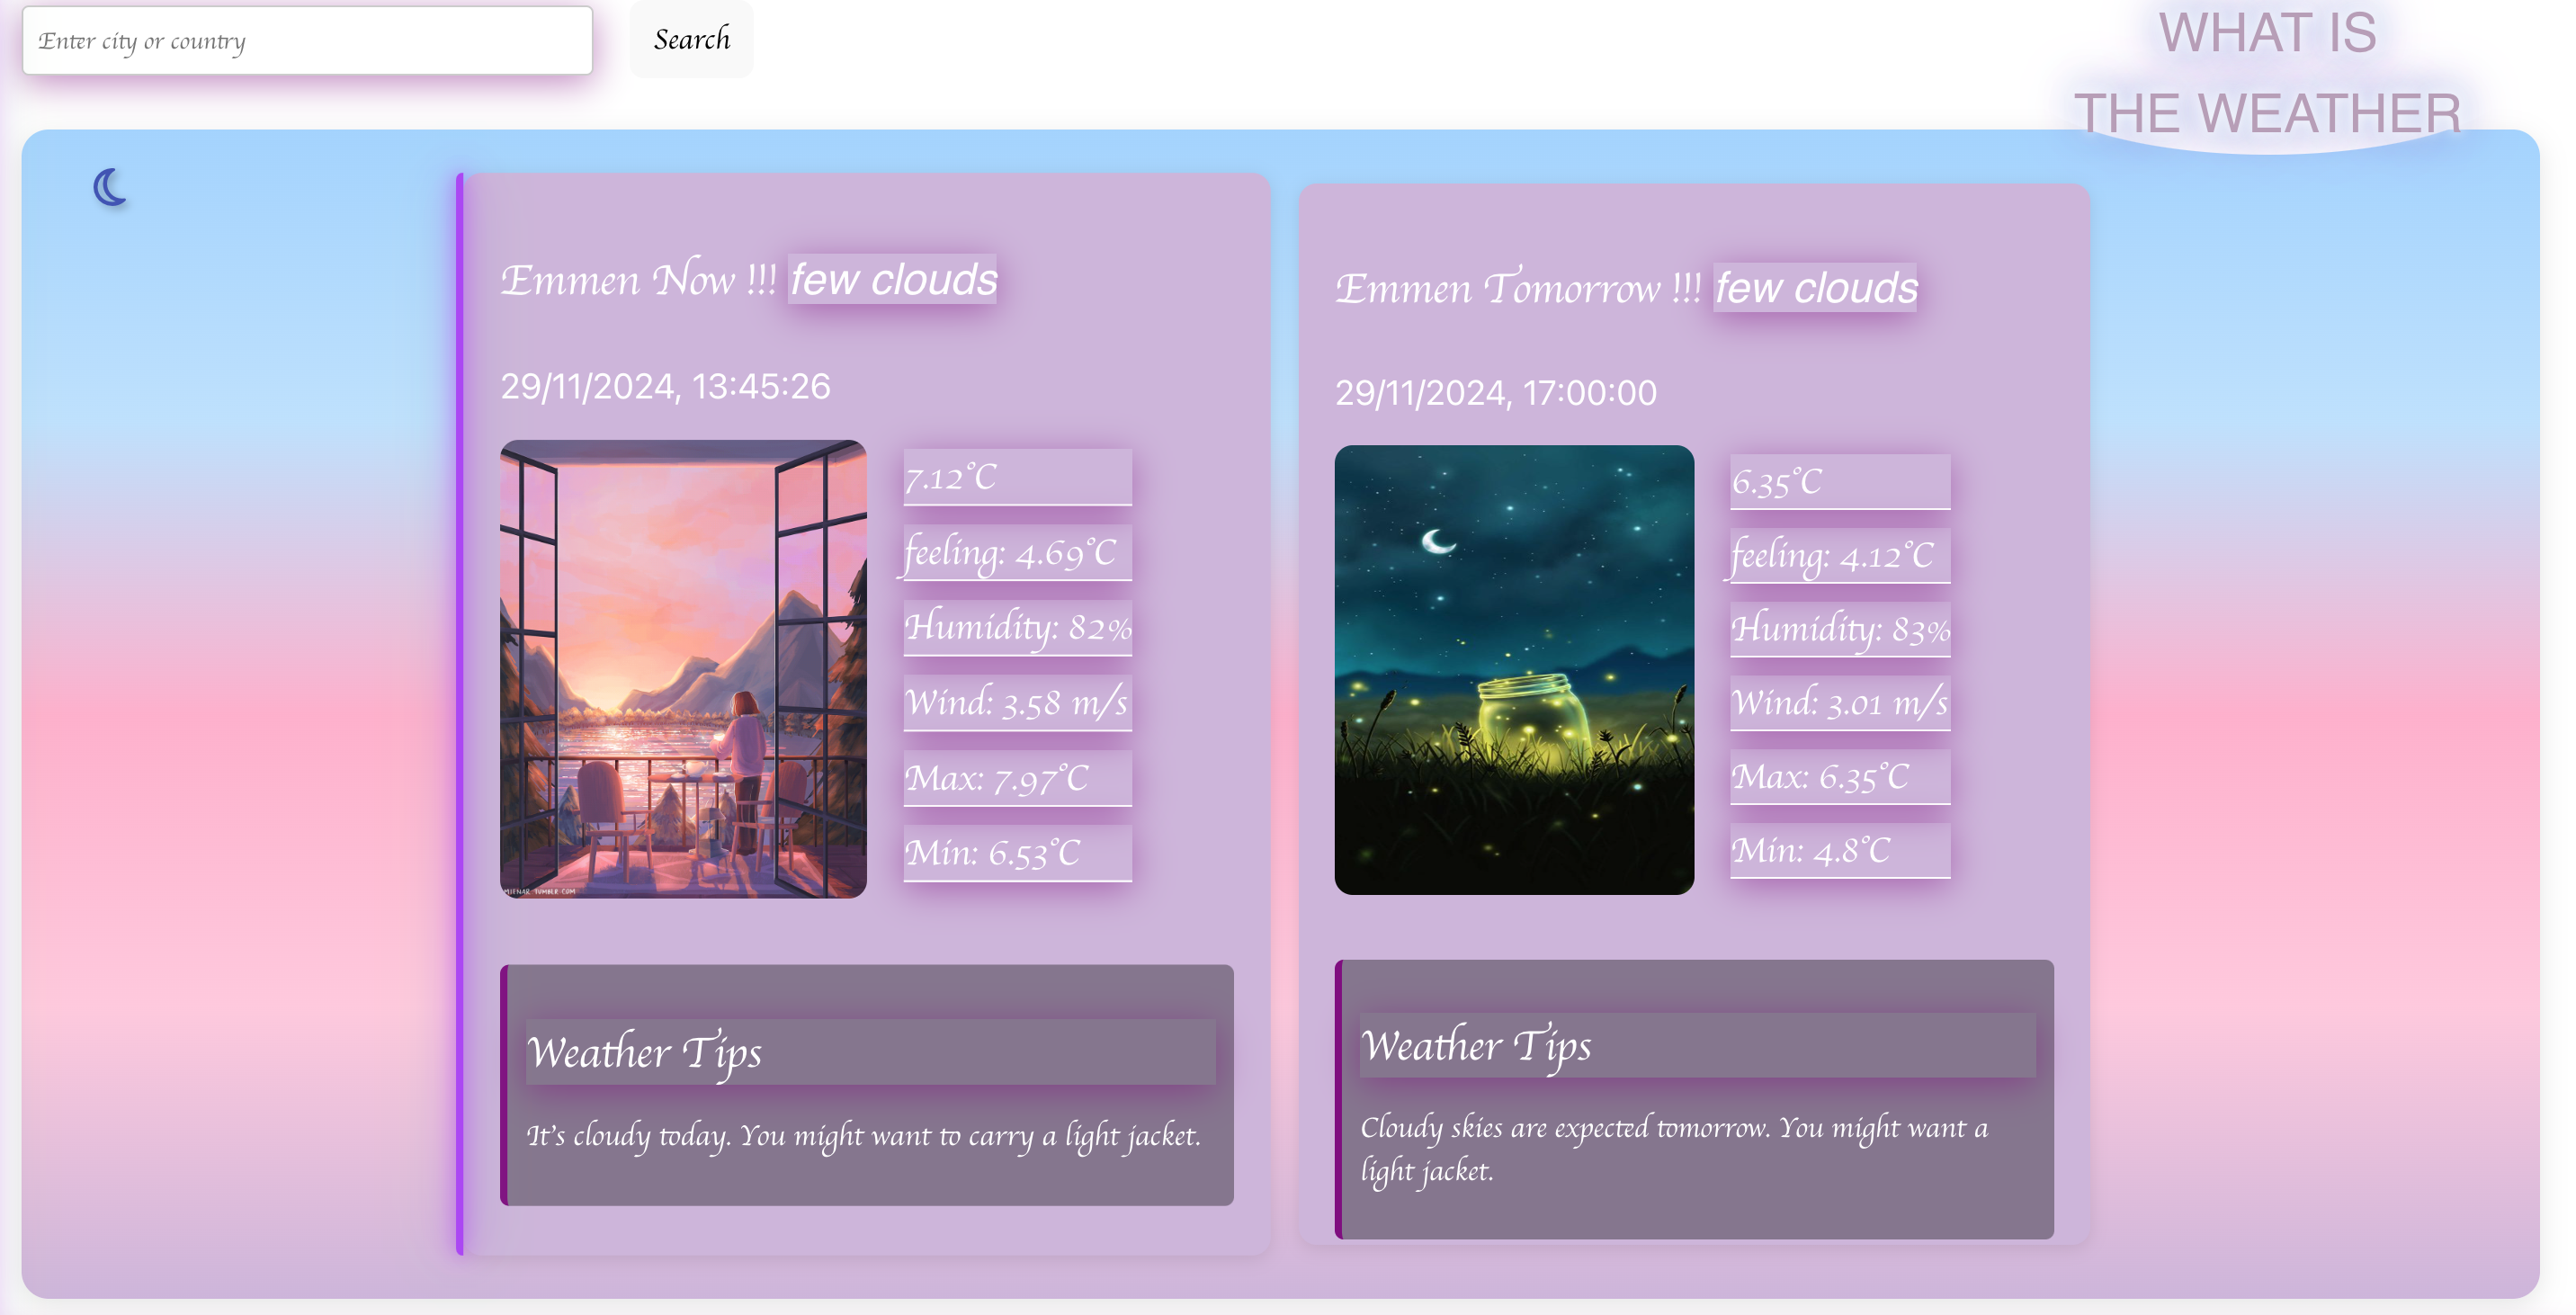 Enter city or country
Search
WHAT IS
THE WEATHER
Emmen Now !!! few clouds
29/11/2024, 13:45:26
7.12°C
feeling: 4.69°C
Humidity: 82%
Wind: 3.58 m/s
Max: 7.97°C
Min: 6.53°C
Weather Tips
It's cloudy today. You might want to carry a light jacket.
Emmen Tomorrow !!! few clouds
29/11/2024, 17:00:00
6.35°C
feeling: 4.12°C
Humidity: 83%
Wind: 3.01 m/s
Max: 6.35°C
Min: 4.8°C
Weather Tips
Cloudy skies are expected tomorrow. You might want a
light jacket.